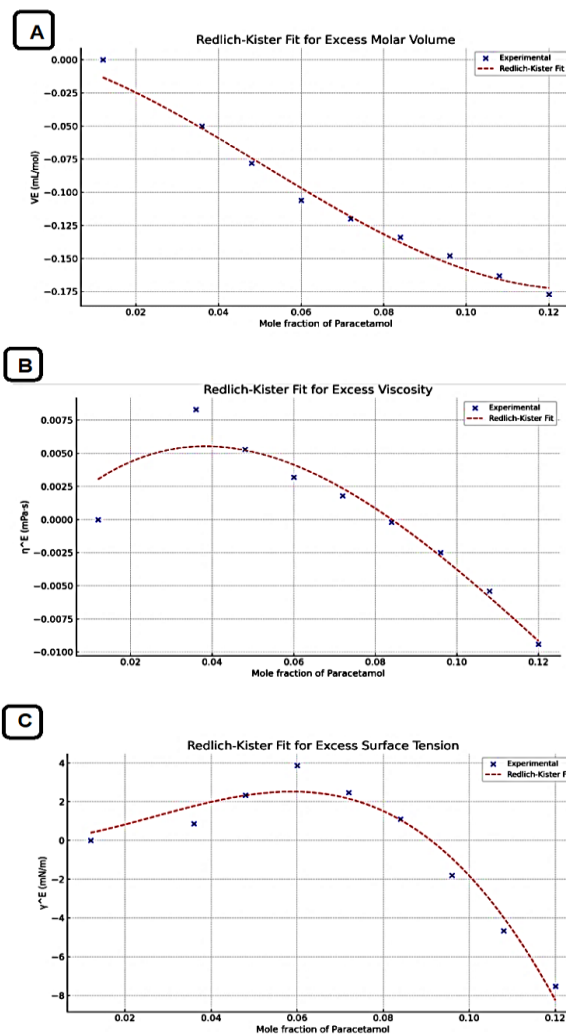 A
Redlich-Kister Fit for Excess Molar Volume
Experimental
Redlich-Kister Fit
0.000
−0.025
−0.050
−0.075
−0.100
−0.125
−0.150
−0.175
VE (mL/mol)
0.02 0.04 0.06 0.08 0.10 0.12
Mole fraction of Paracetamol
B
Redlich-Kister Fit for Excess Viscosity
Experimental
Redlich-Kister Fit
0.0075
0.0050
0.0025
0.0000
−0.0025
−0.0050
−0.0075
−0.0100
η^E (mPa·s)
0.02 0.04 0.06 0.08 0.10 0.12
Mole fraction of Paracetamol
C
Redlich-Kister Fit for Excess Surface Tension
Experimental
Redlich-Kister F
4
2
0
−2
−4
−6
−8
γ^E (mN/m)
0.02 0.04 0.06 0.08 0.10 0.12
Mole fraction of Paracetamol